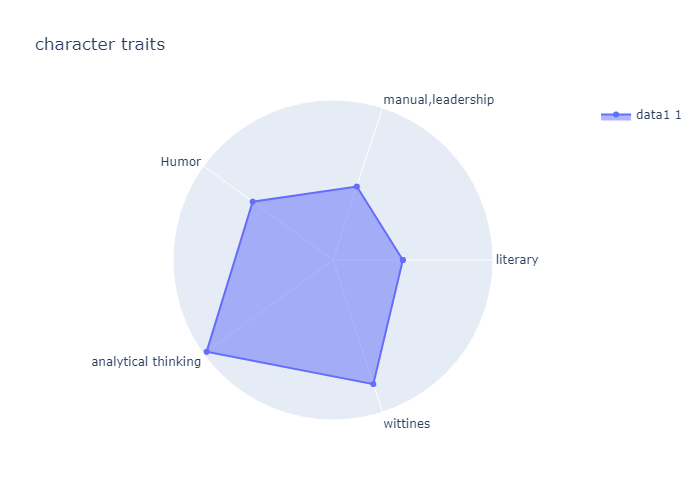 character traits
manual,leadership
data1 1
Humor
literary
analytical thinking
wittines